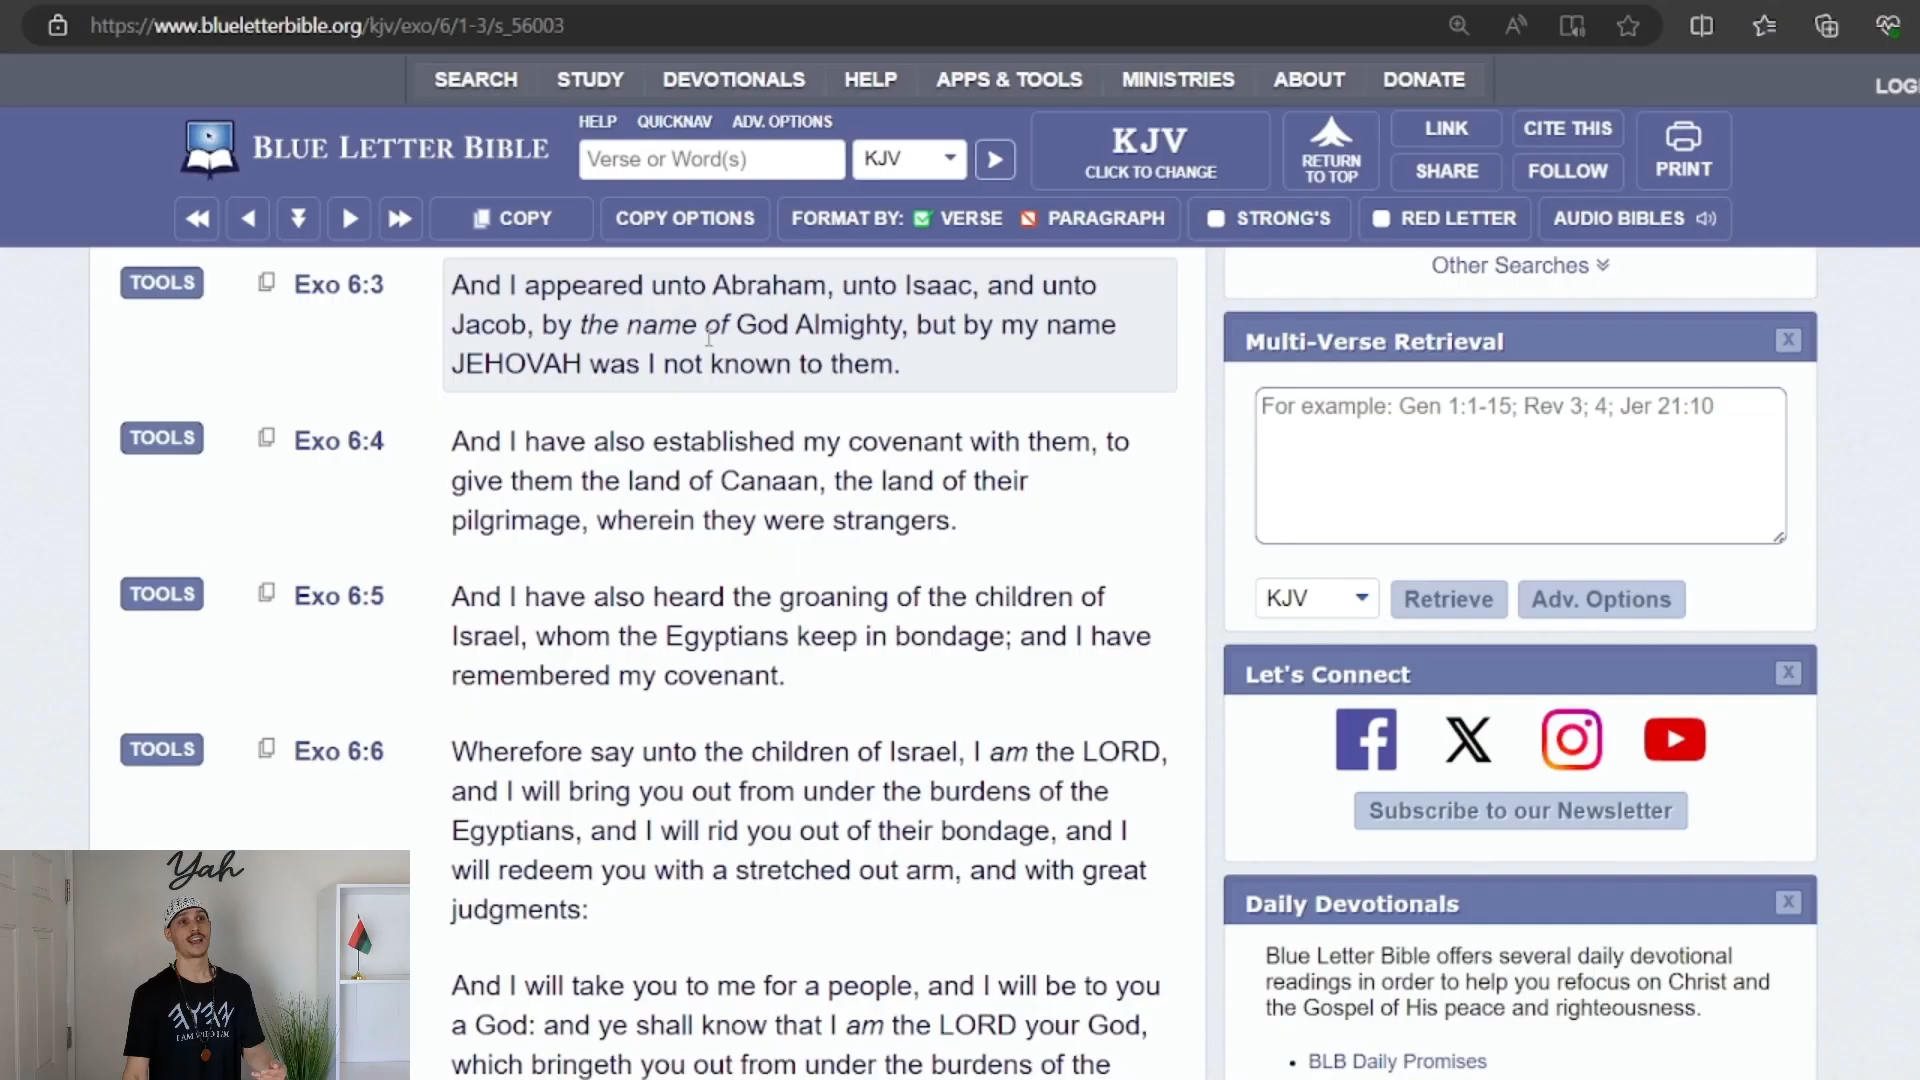 https://www.blueletterbible.org/kjv/exo/6/1-3/s_56003
SEARCH STUDY DEVOTIONALS HELP APPS & TOOLS MINISTRIES ABOUT DONATE
LOGI
BLUE LETTER BIBLE
HELP QUICKNAV ADV. OPTIONS
Verse or Word(s) KJV
KJV
CLICK TO CHANGE
RETURN
TO TOP
LINK CITE THIS
SHARE FOLLOW
PRINT
COPY COPY OPTIONS FORMAT BY: VERSE PARAGRAPH STRONG'S RED LETTER AUDIO BIBLES
TOOLS Exo 6:3 And I appeared unto Abraham, unto Isaac, and unto
Jacob, by the name of God Almighty, but by my name
JEHOVAH was I not known to them.
TOOLS Exo 6:4 And I have also established my covenant with them, to
give them the land of Canaan, the land of their
pilgrimage, wherein they were strangers.
TOOLS Exo 6:5 And I have also heard the groaning of the children of
Israel, whom the Egyptians keep in bondage; and I have
remembered my covenant.
TOOLS Exo 6:6 Wherefore say unto the children of Israel, I am the LORD,
and I will bring you out from under the burdens of the
Egyptians, and I will rid you out of their bondage, and I
will redeem you with a stretched out arm, and with great
judgments:
And I will take you to me for a people, and I will be to you
a God: and ye shall know that I am the LORD your God,
which bringeth you out from under the burdens of the
Other Searches
Multi-Verse Retrieval X
For example: Gen 1:1-15; Rev 3; 4; Jer 21:10
KJV Retrieve Adv. Options
Let's Connect X
Subscribe to our Newsletter
Daily Devotionals X
Blue Letter Bible offers several daily devotional
readings in order to help you refocus on Christ and
the Gospel of His peace and righteousness.
• BLB Daily Promises
Yah
𐤉𐤄𐤅𐤄
I AM WHO I AM